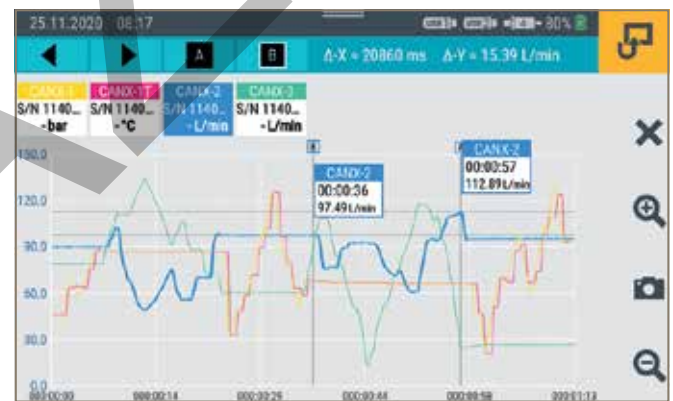 25.11.2020 08:17
80%
A B Δ-X = 20860 ms Δ-Y = 15.39 L/min
CANX-1 CANX-1T CANX-2 CANX-3
S/N 1140... S/N 1140... S/N 1140... S/N 1140...
-bar -°C -L/min -L/min
150.0
A
CANX-2
00:00:36
97.49 L/min
CANX-2
00:00:57
112.89 L/min
120.0
90.0
60.0
30.0
0.0
000:00:00 000:00:14 000:00:29 000:00:44 000:00:58 000:01:13